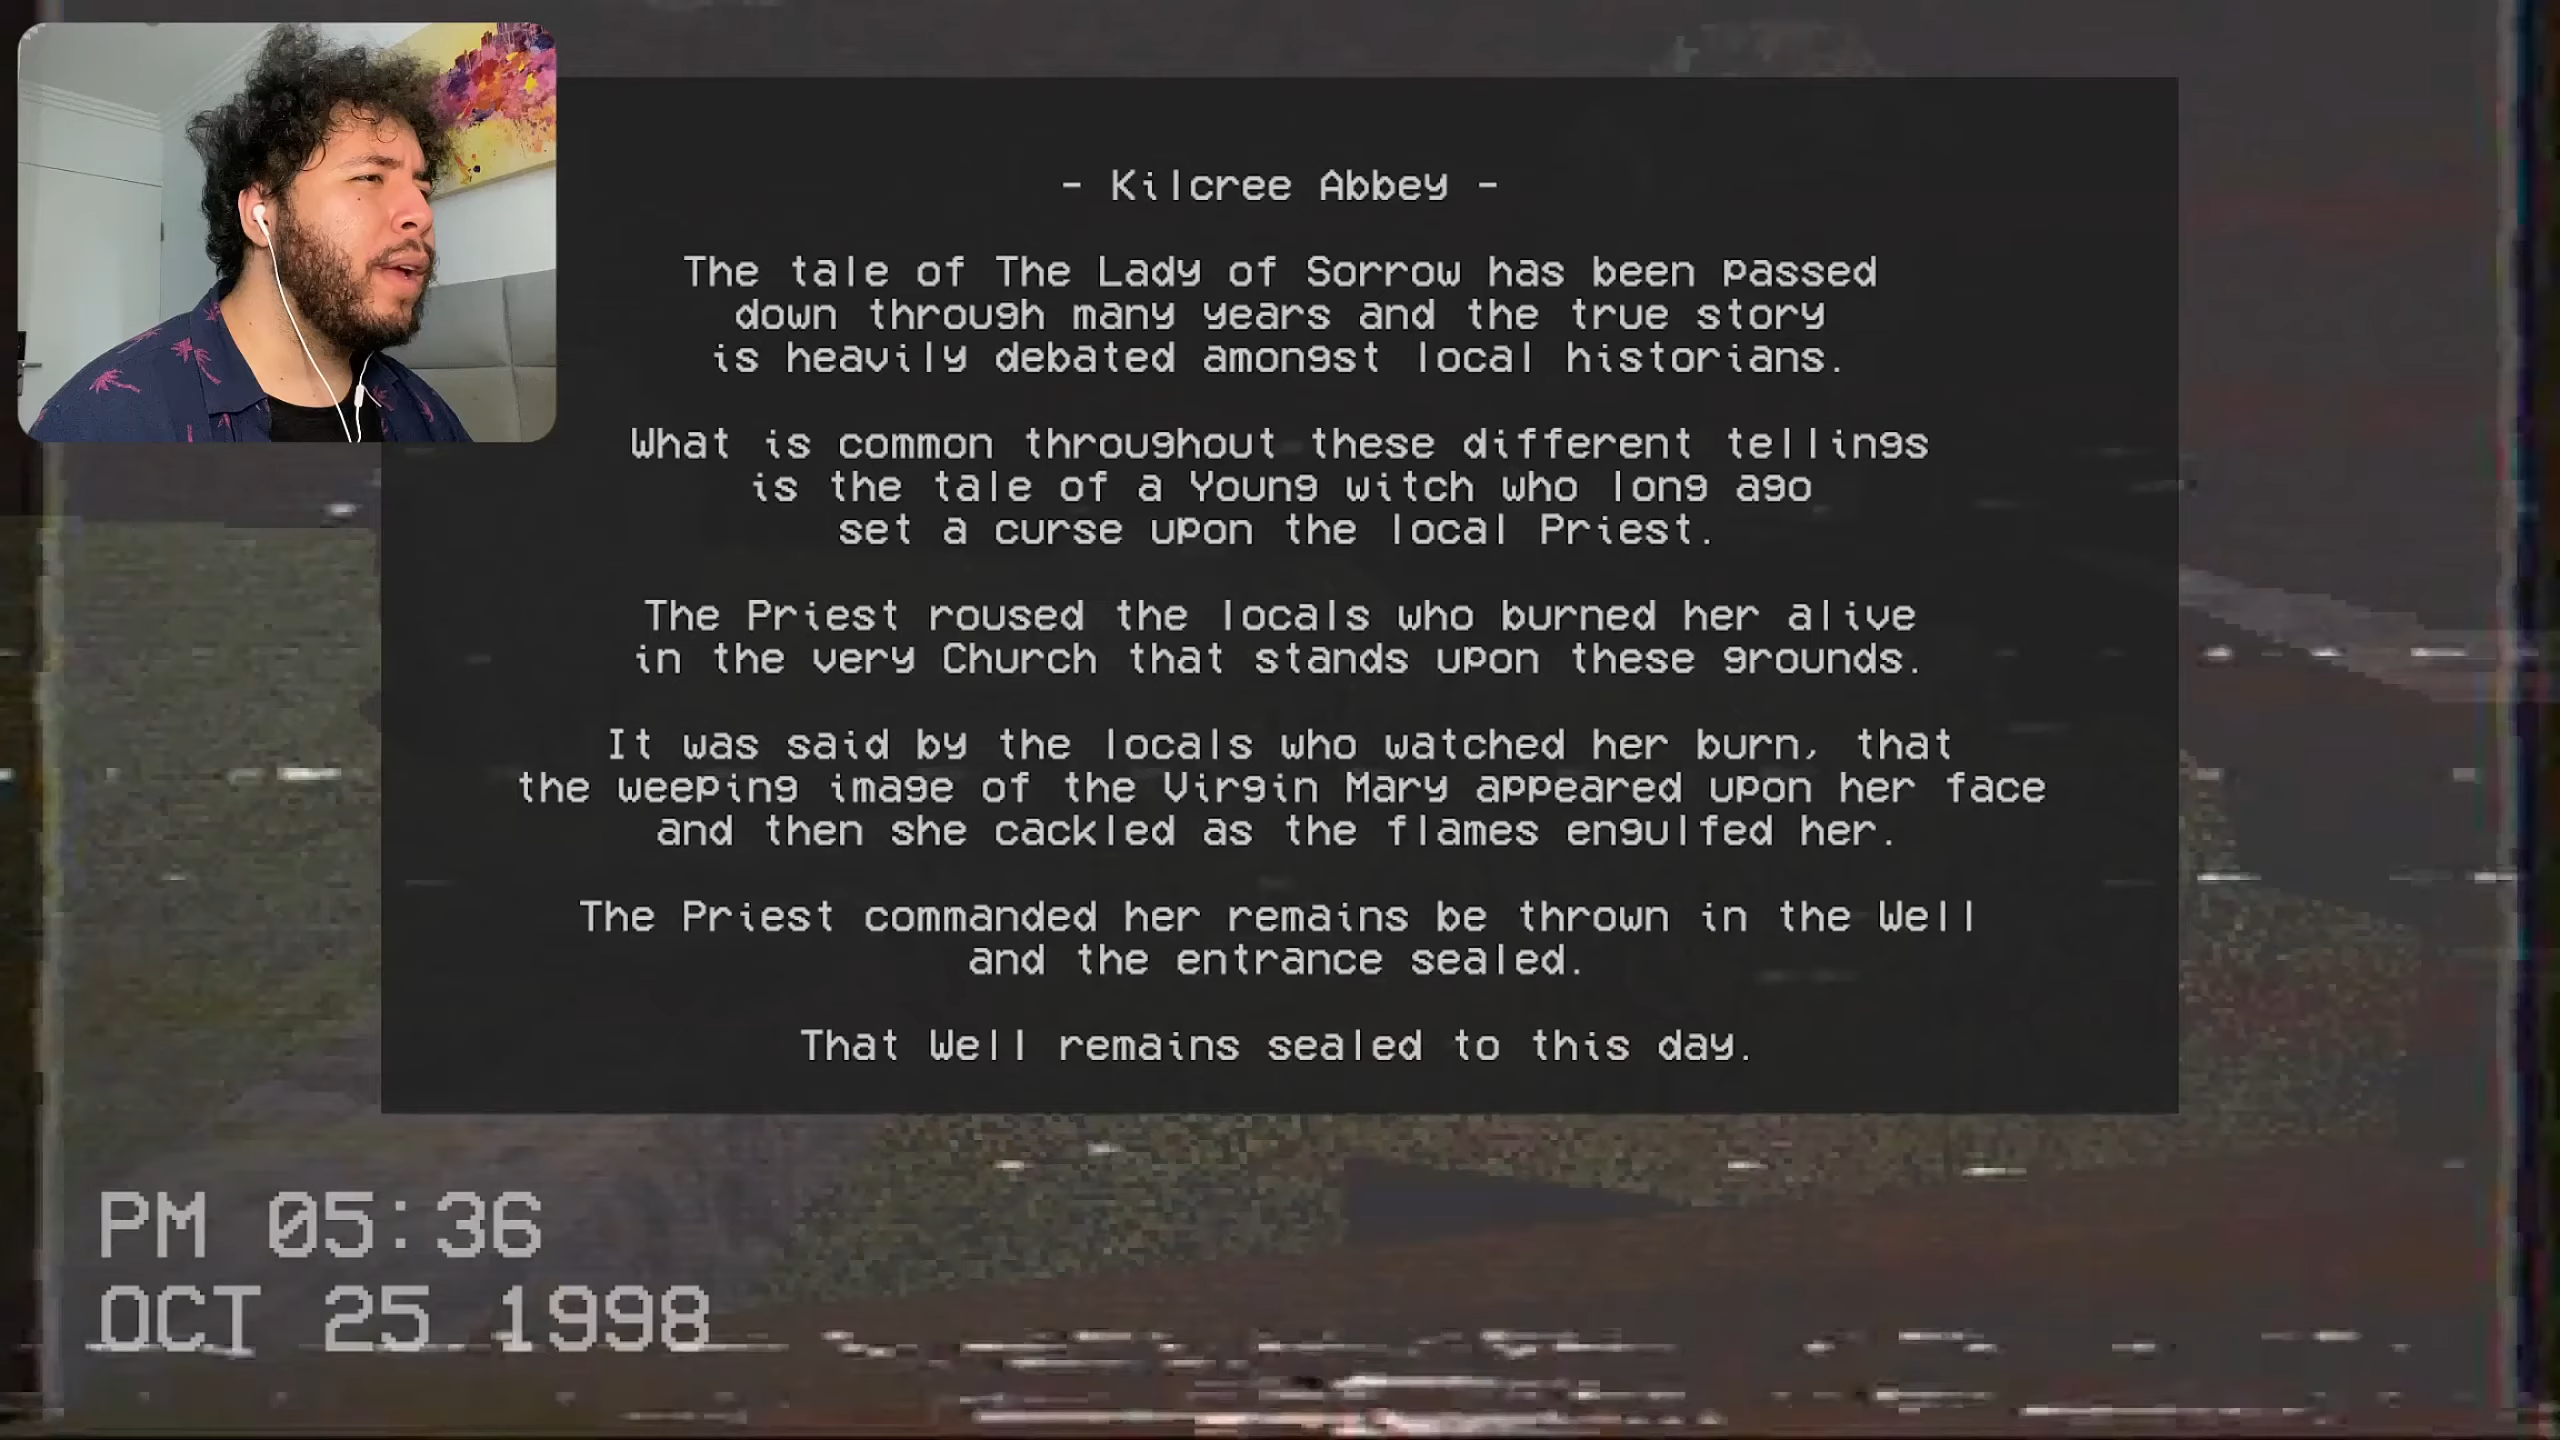 - Kilcree Abbey -
The tale of The Lady of Sorrow has been passed
down through many years and the true story
is heavily debated amongst local historians.
What is common throughout these different tellings
is the tale of a Young witch who long ago
set a curse upon the local Priest.
The Priest roused the locals who burned her alive
in the very Church that stands upon these grounds.
It was said by the locals who watched her burn, that
the weeping image of the Virgin Mary appeared upon her face
and then she cackled as the flames engulfed her.
The Priest commanded her remains be thrown in the Well
and the entrance sealed.
That Well remains sealed to this day.
PM 05:36
OCT 25 1998